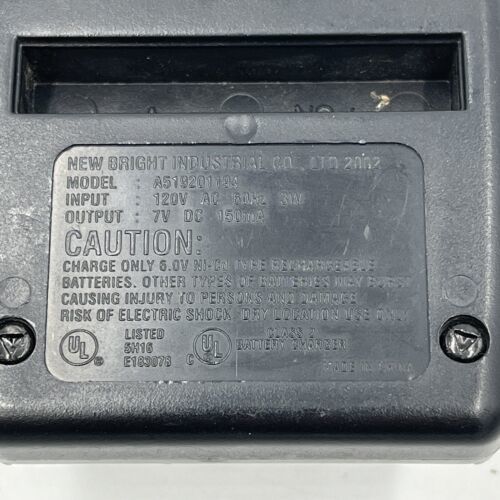 NEW BRIGHT INDUSTRIAL CO., LTD 2002
MODEL :
INPUT : 120V AC 60Hz 3W
OUTPUT : 7V DC 150mA
CAUTION:
CHARGE ONLY 6.0V Ni-Cd TYPE RECHARGEABLE
BATTERIES. OTHER TYPES OF BATTERIES MAY BURST
CAUSING INJURY TO PERSONS AND DAMAGE
RISK OF ELECTRIC SHOCK. DRY LOCATION USE ONLY
UL ® LISTED 5H16 E183078
C UL CLASS 2 BATTERY CHARGER
MADE IN CHINA